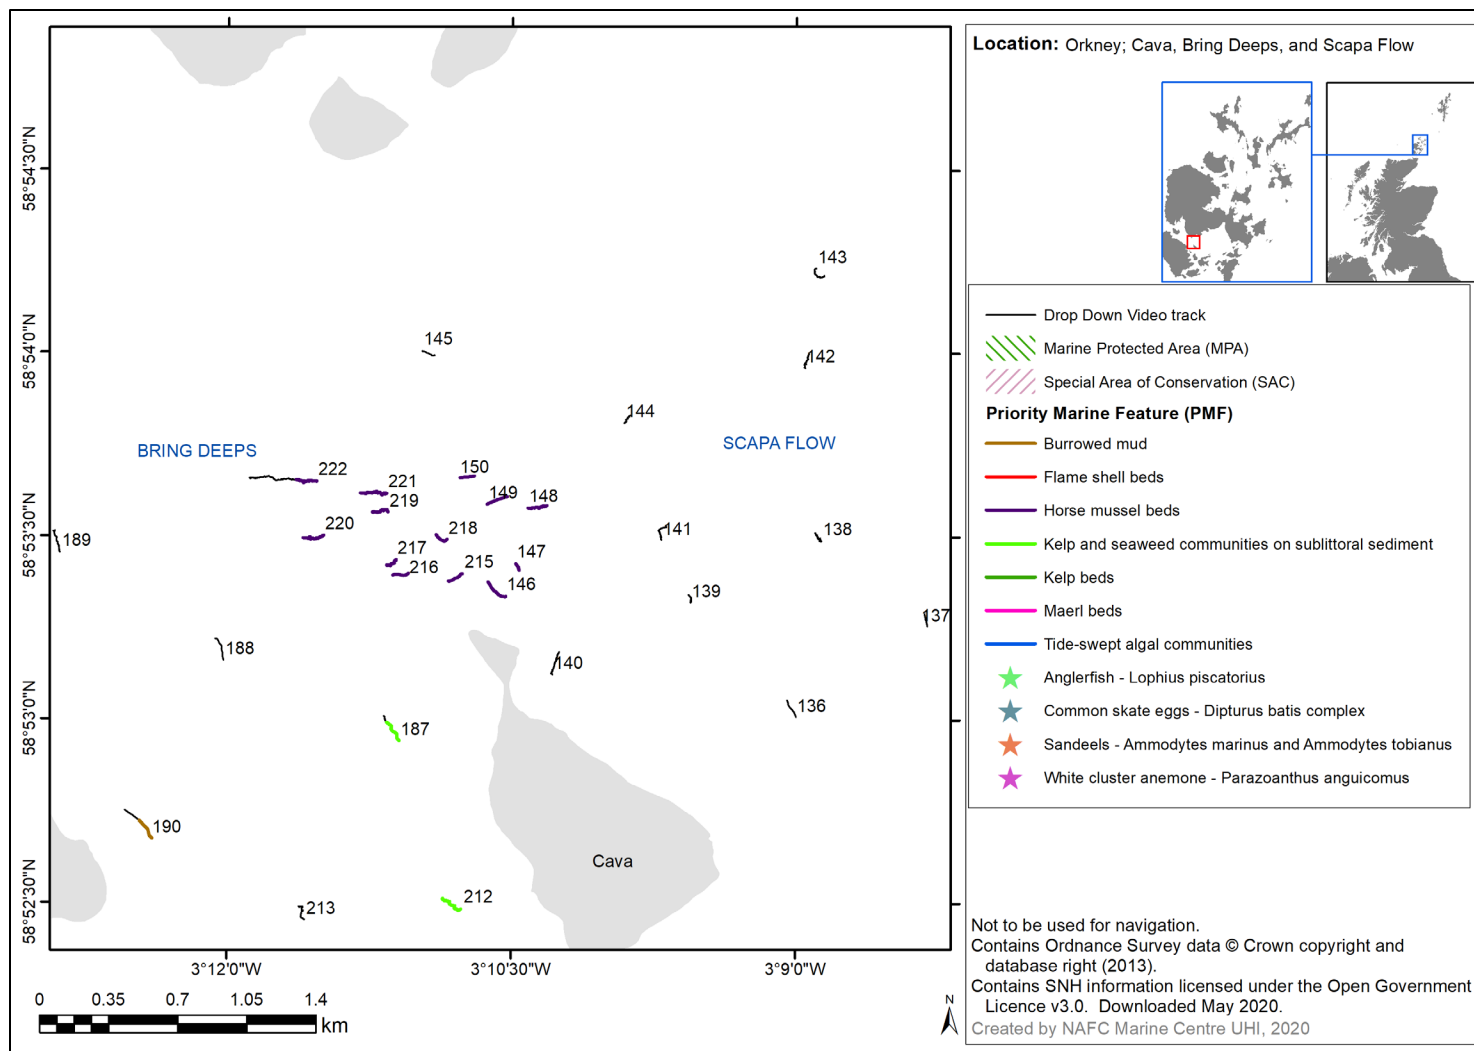 Location: Orkney; Cava, Bring Deeps, and Scapa Flow
58°54'30"N
58°54'0"N
58°53'30"N
58°53'0"N
58°52'30"N
143
145
142
144
BRING DEEPS
SCAPA FLOW
222
150
221
149
148
219
220
218
141
138
189
217
215
147
216
146
139
137
188
140
187
136
190
Cava
212
213
3°12'0"W
3°10'30"W
3°9'0"W
0 0.35 0.7 1.05 1.4
km
N
Drop Down Video track
Marine Protected Area (MPA)
Special Area of Conservation (SAC)
Priority Marine Feature (PMF)
Burrowed mud
Flame shell beds
Horse mussel beds
Kelp and seaweed communities on sublittoral sediment
Kelp beds
Maerl beds
Tide-swept algal communities
Anglerfish - Lophius piscatorius
Common skate eggs - Dipturus batis complex
Sandeels - Ammodytes marinus and Ammodytes tobianus
White cluster anemone - Parazoanthus anguicomus
Not to be used for navigation.
Contains Ordnance Survey data © Crown copyright and
database right (2013).
Contains SNH information licensed under the Open Government
Licence v3.0. Downloaded May 2020.
Created by NAFC Marine Centre UHI, 2020